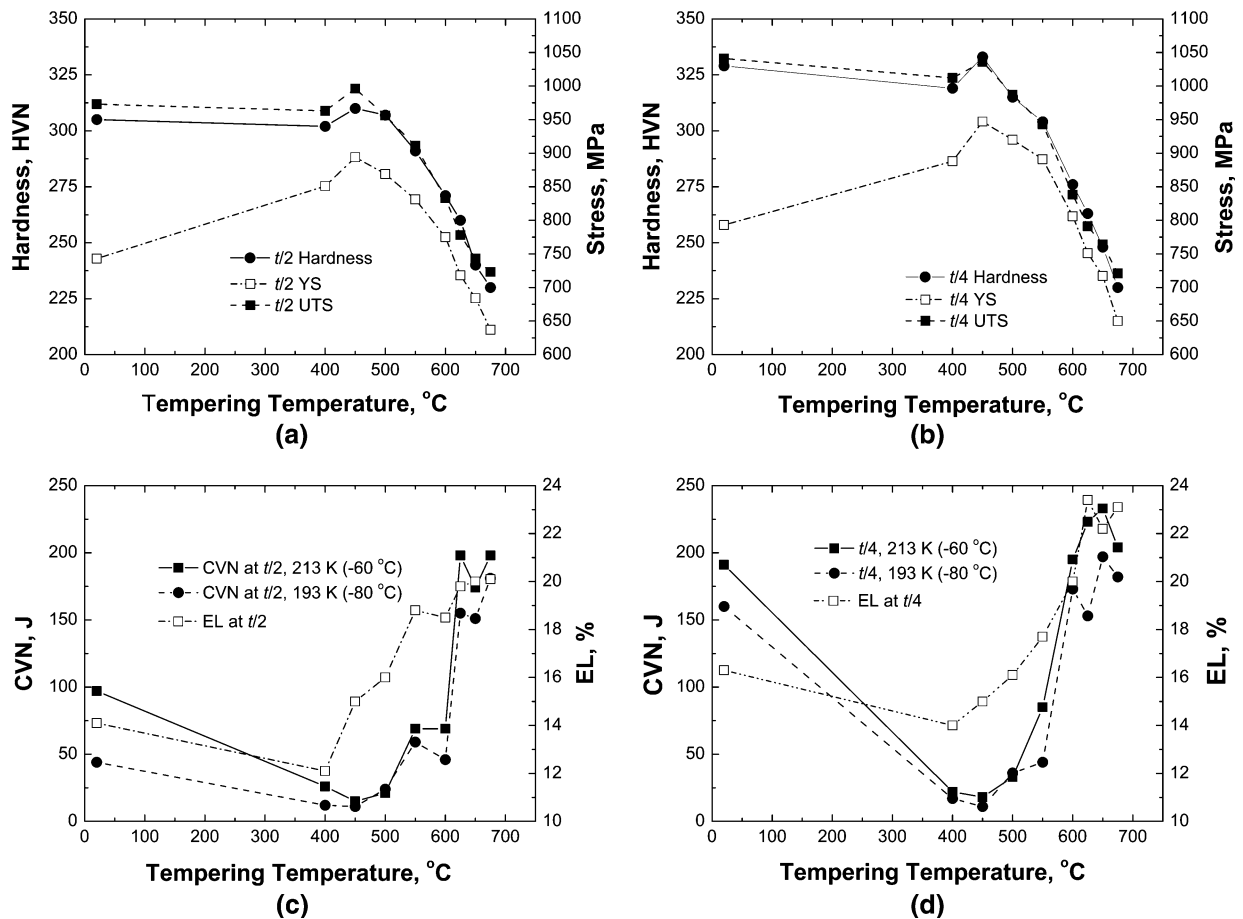 Hardness, HVN
350
325
300
275
250
225
200
0 100 200 300 400 500 600 700
Tempering Temperature, °C
1100
1050
1000
950
900
850
800
750
700
650
600
Stress, MPa
t/2 Hardness
t/2 YS
t/2 UTS
(a)
Hardness, HVN
350
325
300
275
250
225
200
0 100 200 300 400 500 600 700
Tempering Temperature, °C
1100
1050
1000
950
900
850
800
750
700
650
600
Stress, MPa
t/4 Hardness
t/4 YS
t/4 UTS
(b)
CVN, J
250
200
150
100
50
0
0 100 200 300 400 500 600 700
Tempering Temperature, °C
24
22
20
18
16
14
12
10
EL, %
CVN at t/2, 213 K (-60 °C)
CVN at t/2, 193 K (-80 °C)
EL at t/2
(c)
CVN, J
250
200
150
100
50
0
0 100 200 300 400 500 600 700
Tempering Temperature, °C
24
22
20
18
16
14
12
10
EL, %
t/4, 213 K (-60 °C)
t/4, 193 K (-80 °C)
EL at t/4
(d)